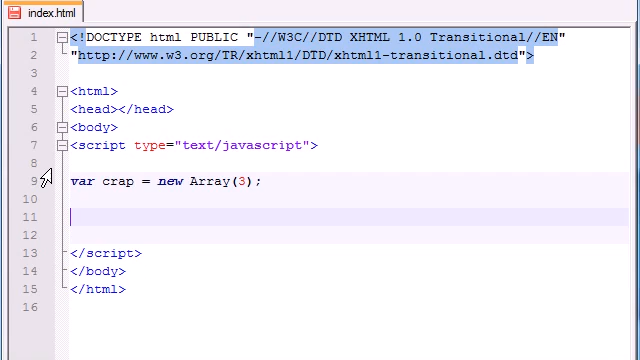 index.html
1 <!DOCTYPE html PUBLIC "-//W3C//DTD XHTML 1.0 Transitional//EN"
2 "http://www.w3.org/TR/xhtml1/DTD/xhtml1-transitional.dtd">
3
4 <html>
5 <head></head>
6 <body>
7 <script type="text/javascript">
8
9 var crap = new Array(3);
10
11
12
13 </script>
14 </body>
15 </html>
16